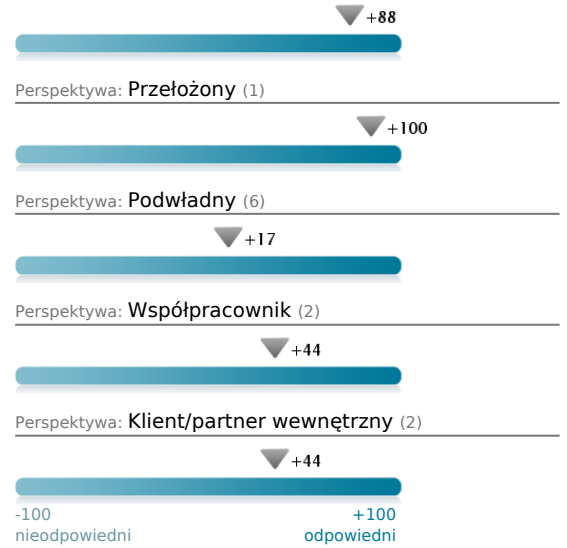 +88
Perspektywa: Przełożony (1)
+100
Perspektywa: Podwładny (6)
+17
Perspektywa: Współpracownik (2)
+44
Perspektywa: Klient/partner wewnętrzny (2)
+44
-100 +100
nieodpowiedni odpowiedni